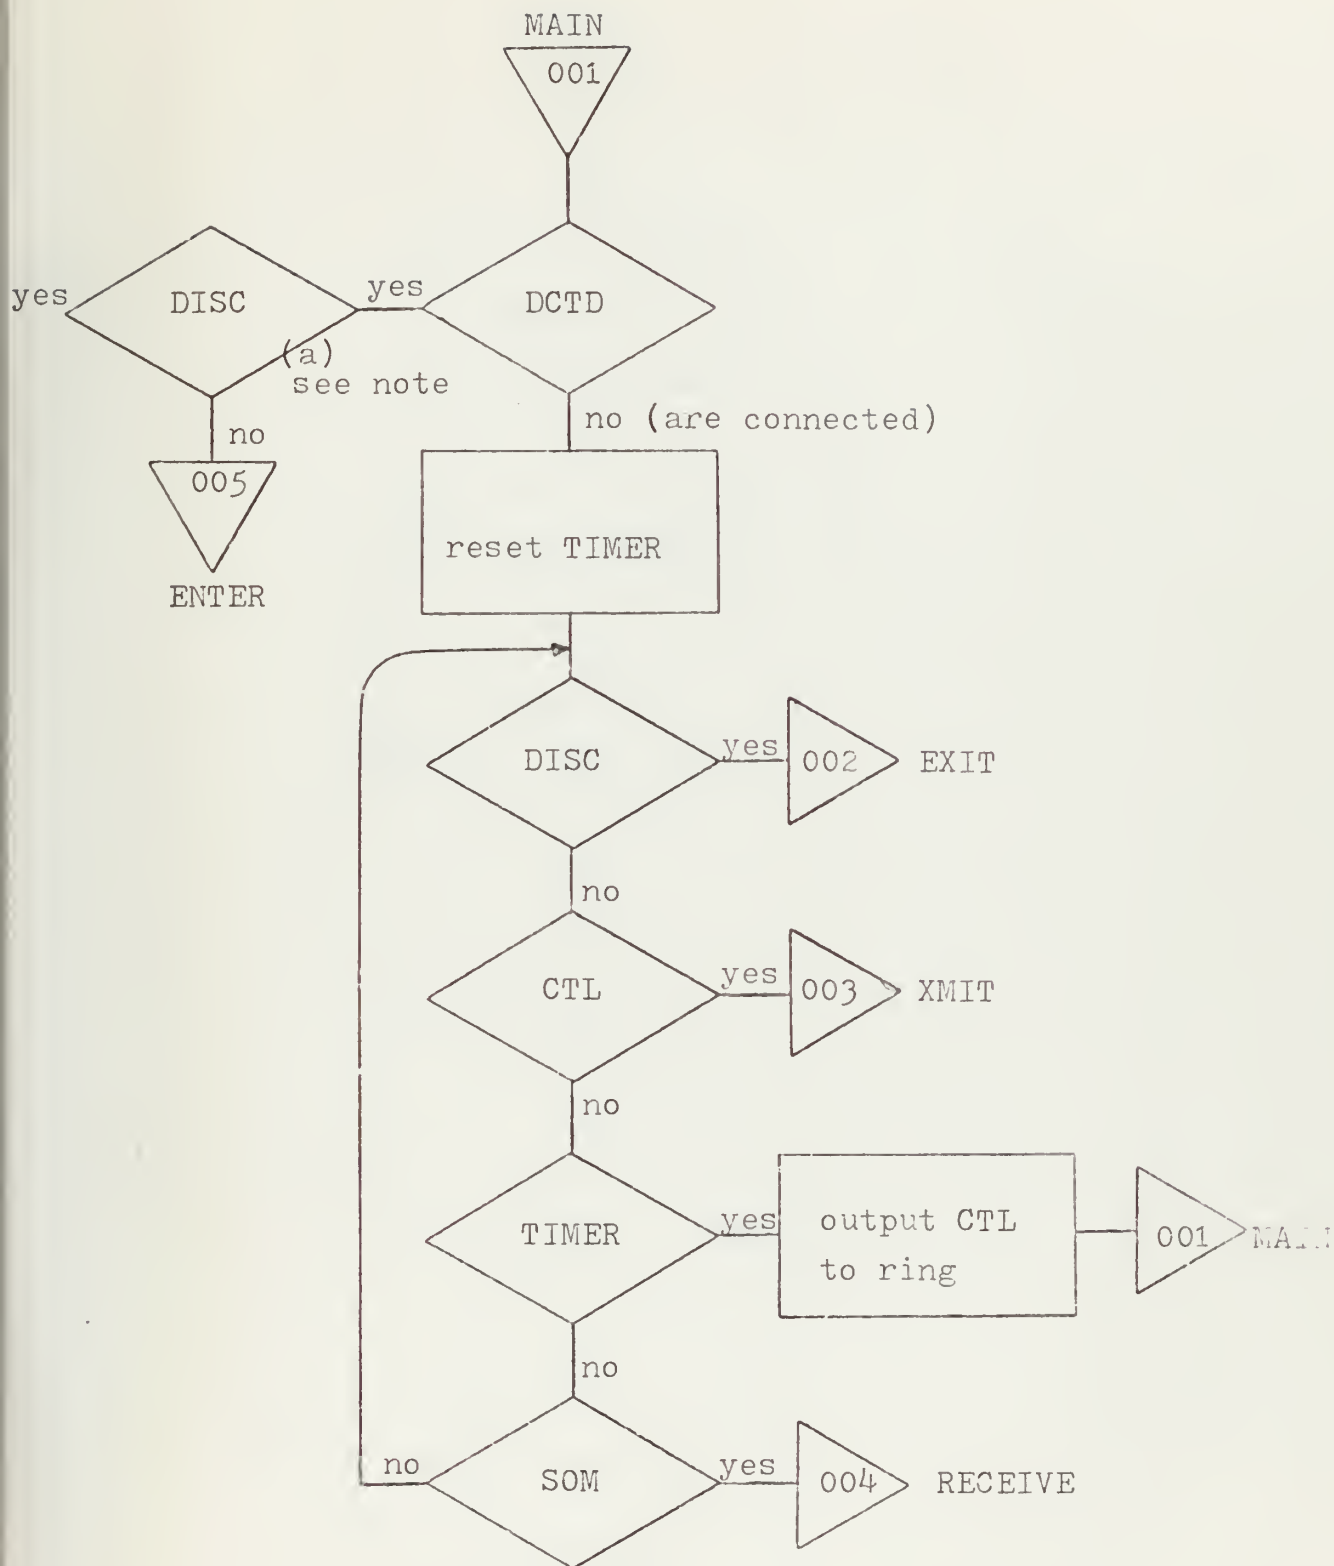 MAIN
001
yes
DISC
yes
DCTD
(a)
see note
no (are connected)
no
005
ENTER
reset TIMER
DISC
yes
002
EXIT
no
CTL
yes
003
XMIT
no
TIMER
yes
output CTL
to ring
001
no
no
SOM
yes
004
RECEIVE